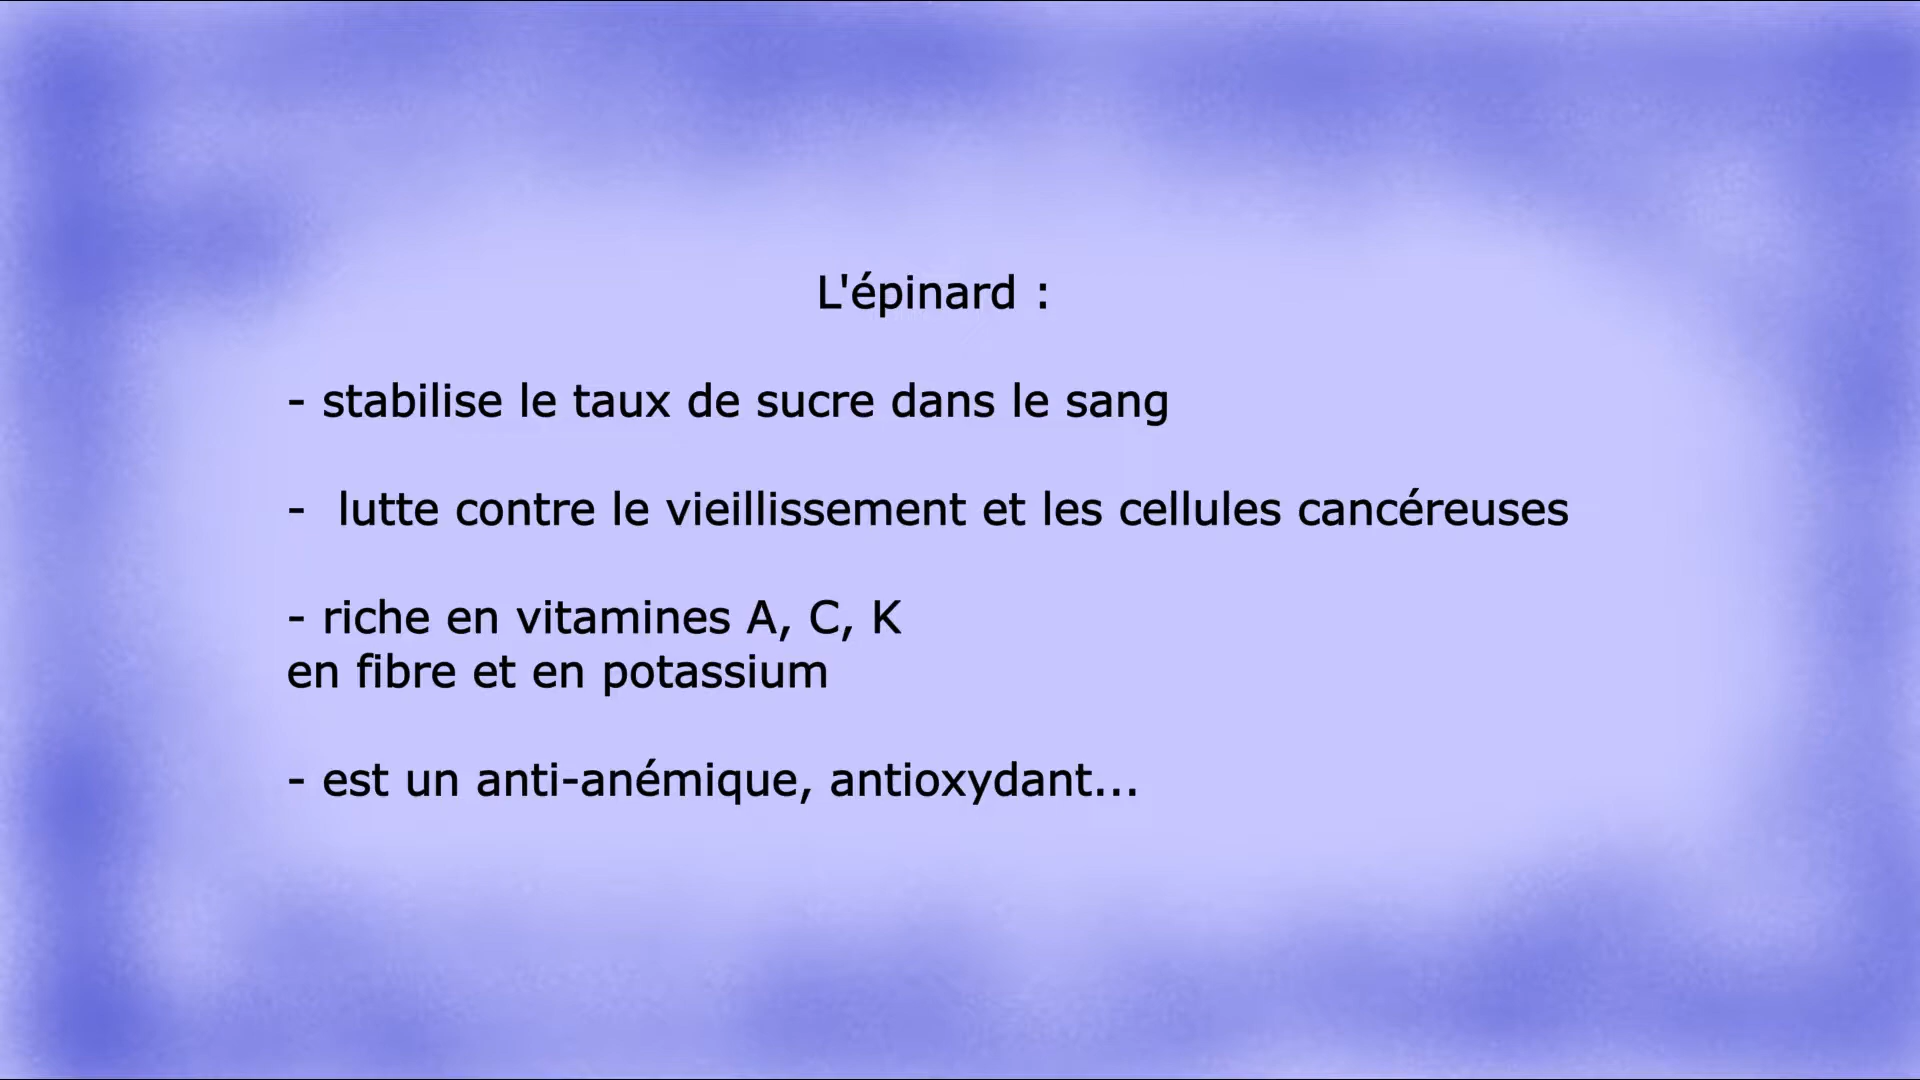 L'épinard :
- stabilise le taux de sucre dans le sang
-  lutte contre le vieillissement et les cellules cancéreuses
- riche en vitamines A, C, K
en fibre et en potassium
- est un anti-anémique, antioxydant...